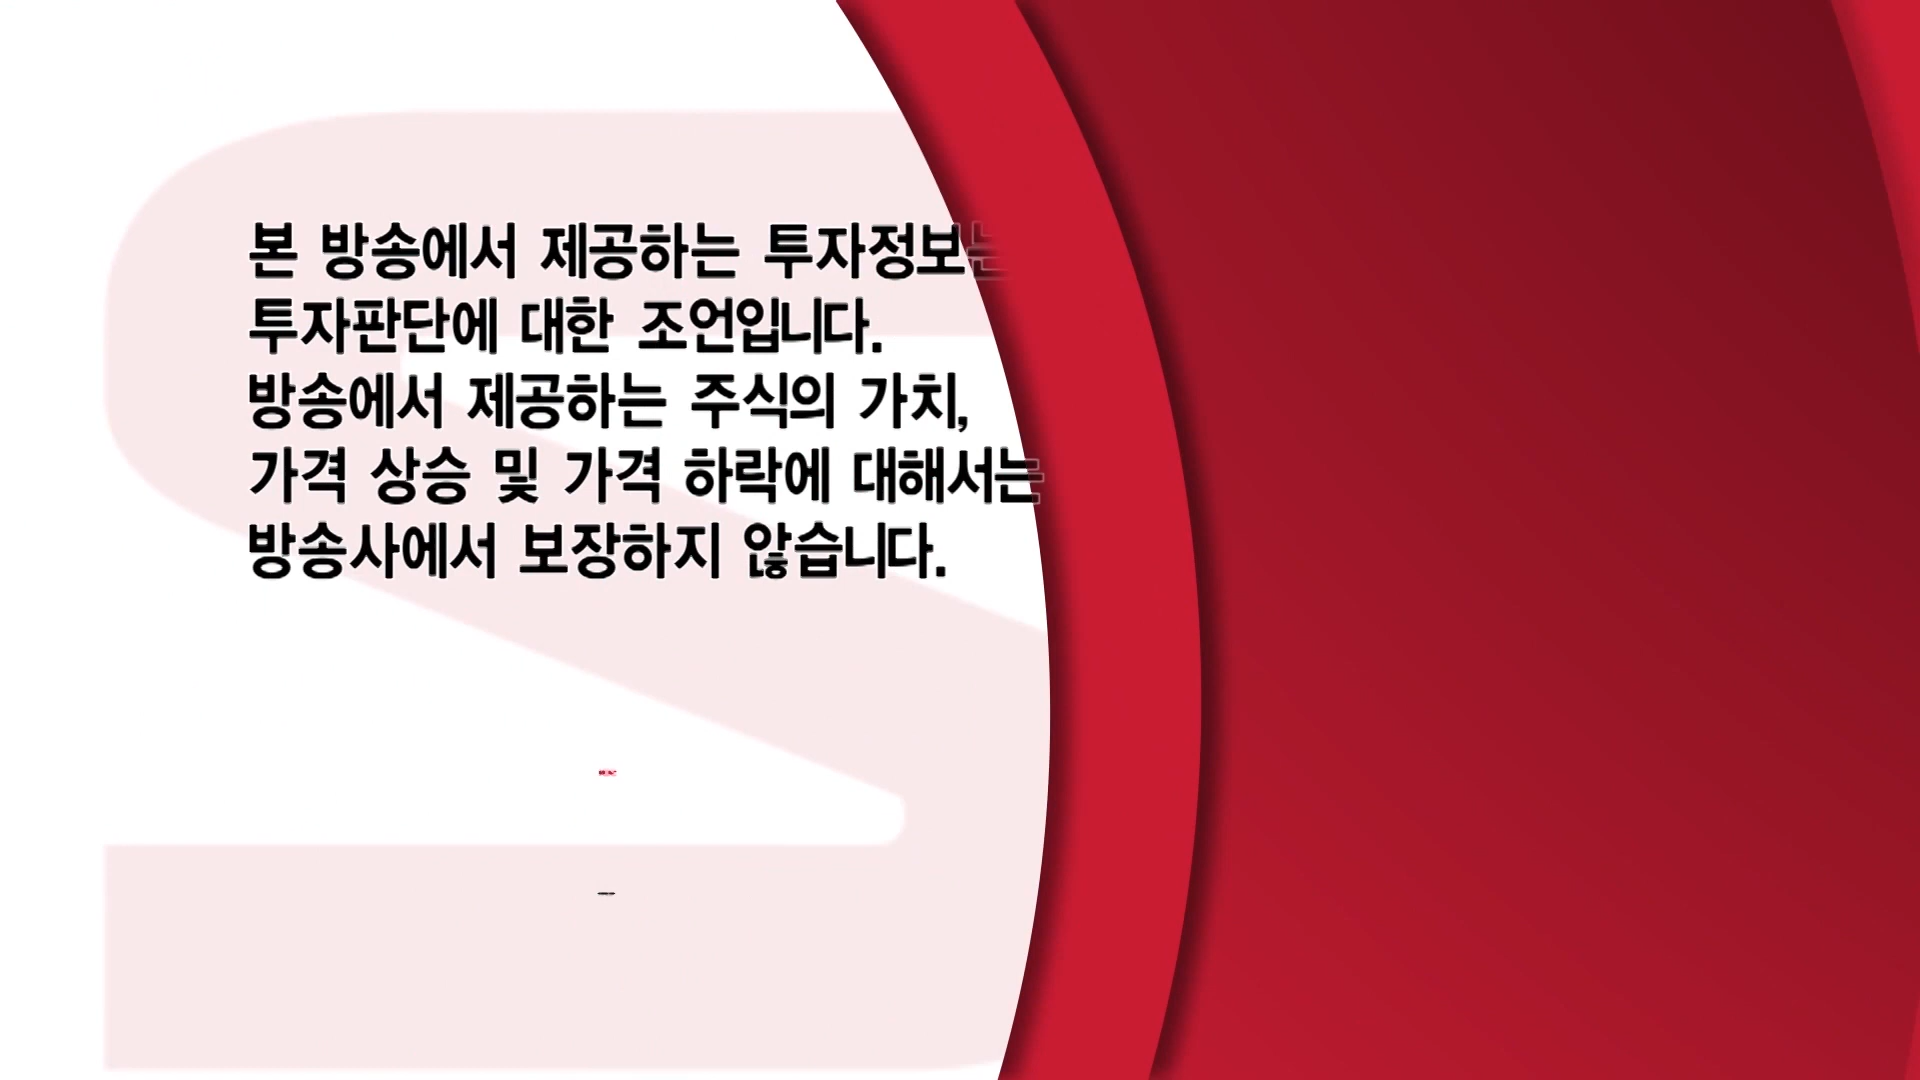 본 방송에서 제공하는 투자정보는
투자판단에 대한 조언입니다.
방송에서 제공하는 주식의 가치,
가격 상승 및 가격 하락에 대해서는
방송사에서 보장하지 않습니다.